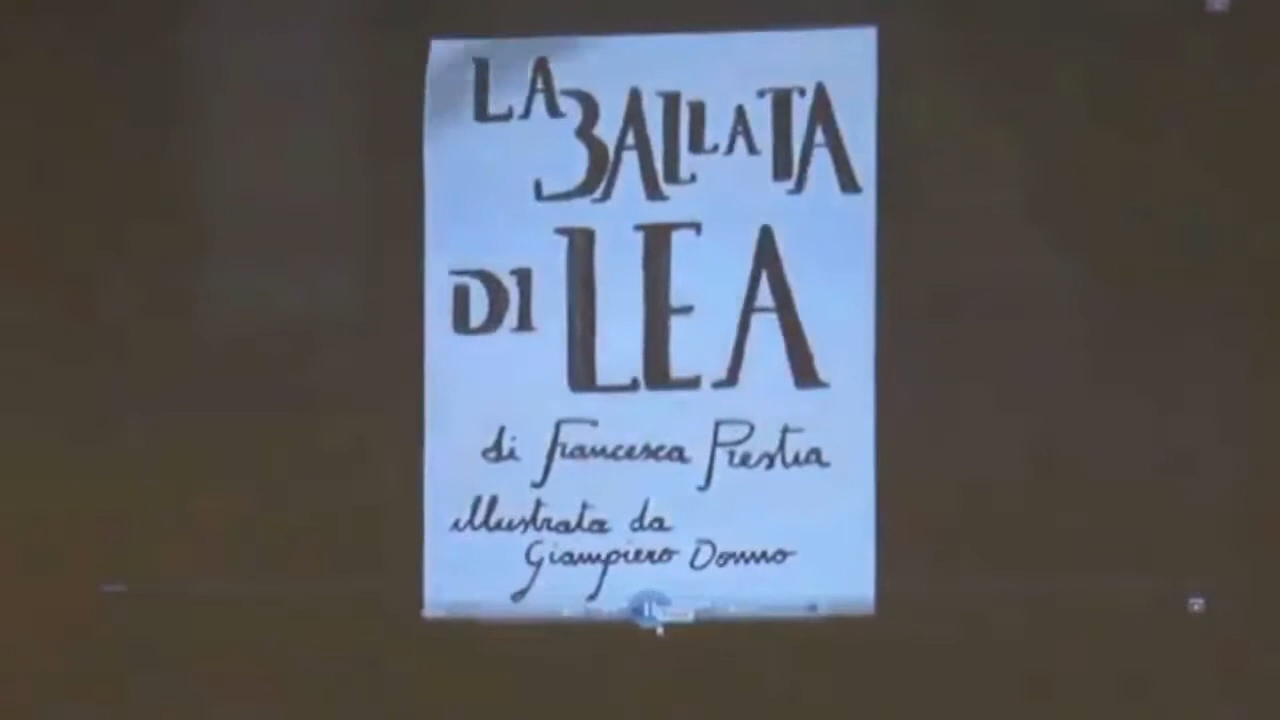 LA
BALLATA
DI LEA
di Francesca Prestia
illustrata da
Giampiero Donno